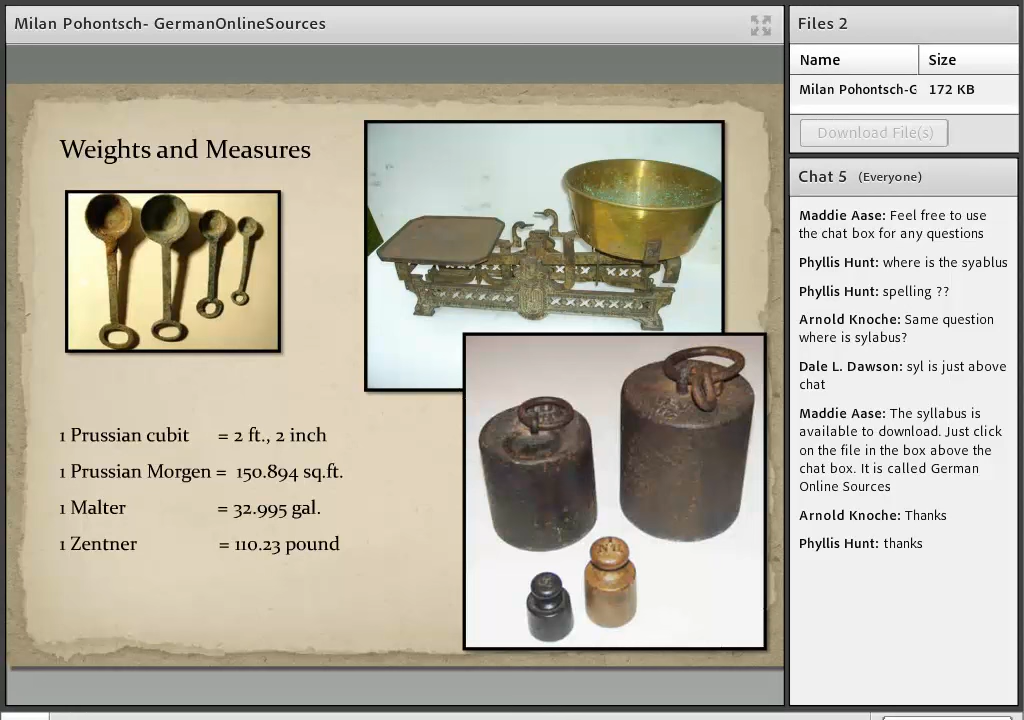 Milan Pohontsch- GermanOnlineSources
Weights and Measures
1 Prussian cubit = 2 ft., 2 inch
1 Prussian Morgen = 150.894 sq.ft.
1 Malter = 32.995 gal.
1 Zentner = 110.23 pound
Files 2
Name Size
Milan Pohontsch-G 172 KB
Download File(s)
Chat 5 (Everyone)
Maddie Aase: Feel free to use
the chat box for any questions
Phyllis Hunt: where is the syablus
Phyllis Hunt: spelling ??
Arnold Knoche: Same question
where is sylabus?
Dale L. Dawson: syl is just above
chat
Maddie Aase: The syllabus is
available to download. Just click
on the file in the box above the
chat box. It is called German
Online Sources
Arnold Knoche: Thanks
Phyllis Hunt: thanks